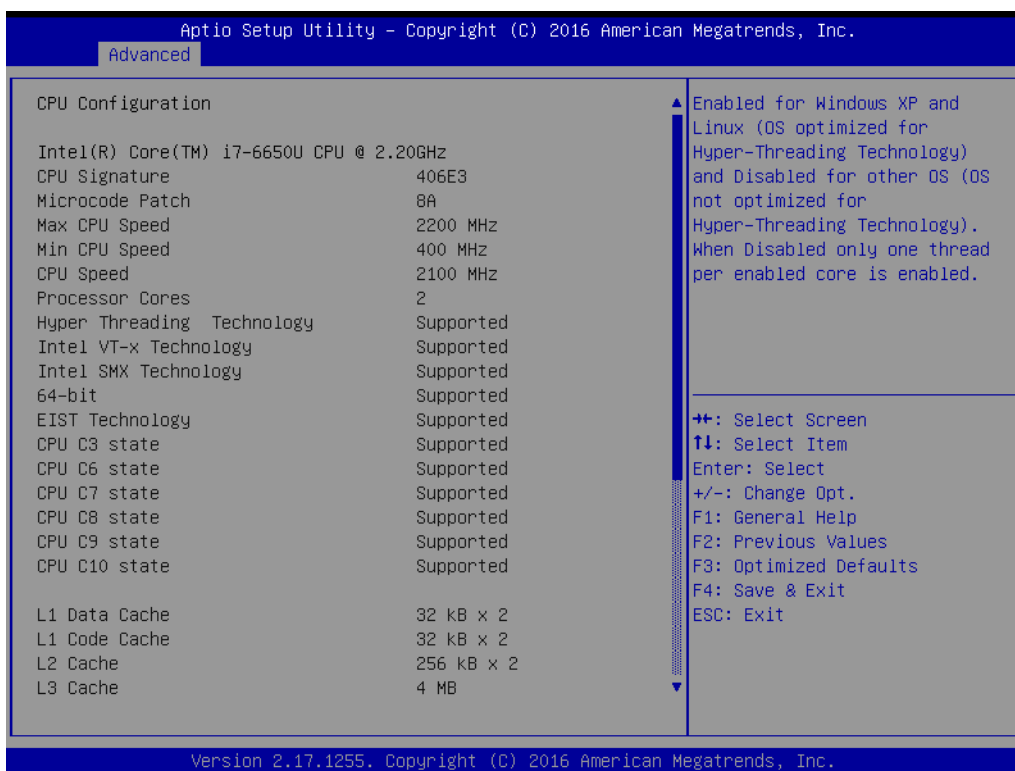 Aptio Setup Utility – Copyright (C) 2016 American Megatrends, Inc.
Advanced
CPU Configuration
Intel(R) Core(TM) i7-6650U CPU @ 2.20GHz
CPU Signature 406E3
Microcode Patch 8A
Max CPU Speed 2200 MHz
Min CPU Speed 400 MHz
CPU Speed 2100 MHz
Processor Cores 2
Hyper Threading Technology Supported
Intel VT-x Technology Supported
Intel SMX Technology Supported
64-bit Supported
EIST Technology Supported
CPU C3 state Supported
CPU C6 state Supported
CPU C7 state Supported
CPU C8 state Supported
CPU C9 state Supported
CPU C10 state Supported
L1 Data Cache 32 kB x 2
L1 Code Cache 32 kB x 2
L2 Cache 256 kB x 2
L3 Cache 4 MB
Enabled for Windows XP and
Linux (OS optimized for
Hyper-Threading Technology)
and Disabled for other OS (OS
not optimized for
Hyper-Threading Technology).
When Disabled only one thread
per enabled core is enabled.
→←: Select Screen
↑↓: Select Item
Enter: Select
+/-: Change Opt.
F1: General Help
F2: Previous Values
F3: Optimized Defaults
F4: Save & Exit
ESC: Exit
Version 2.17.1255. Copyright (C) 2016 American Megatrends, Inc.